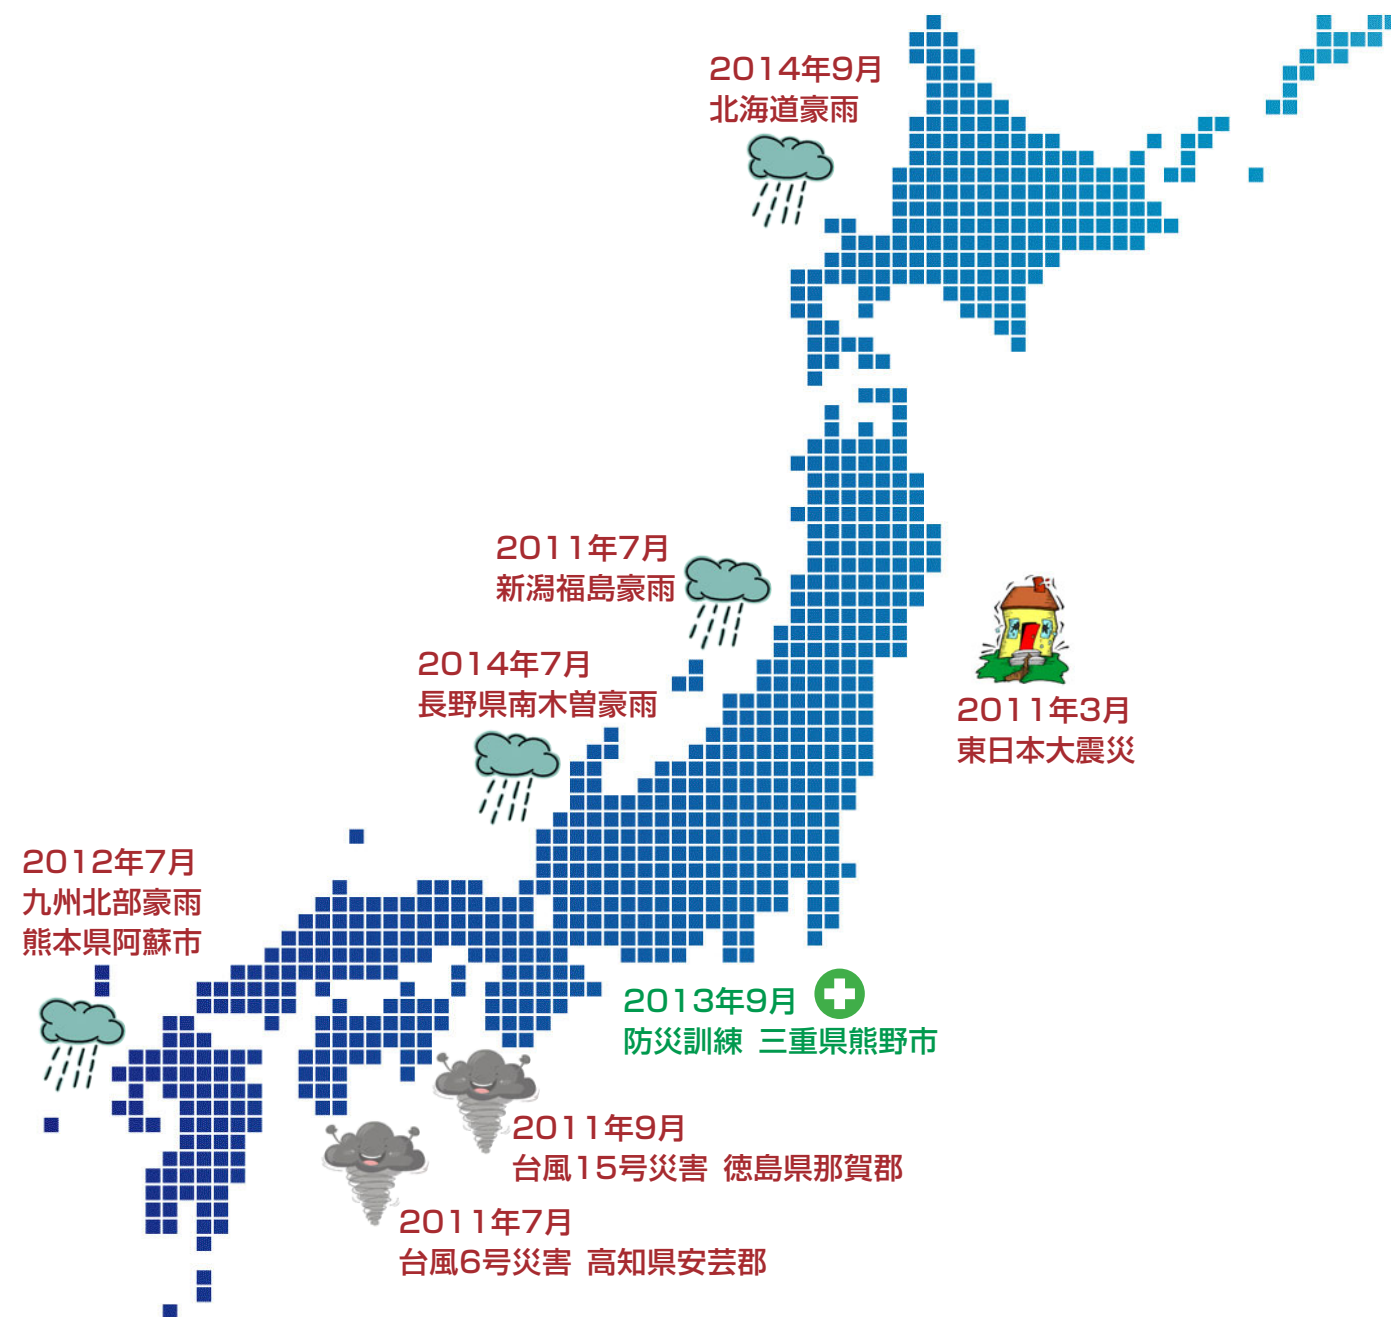 2014年9月
北海道豪雨
2011年7月
新潟福島豪雨
2014年7月
長野県南木曽豪雨
2011年3月
東日本大震災
2012年7月
九州北部豪雨
熊本県阿蘇市
2013年9月
防災訓練 三重県熊野市
2011年9月
台風15号災害 徳島県那賀郡
2011年7月
台風6号災害 高知県安芸郡